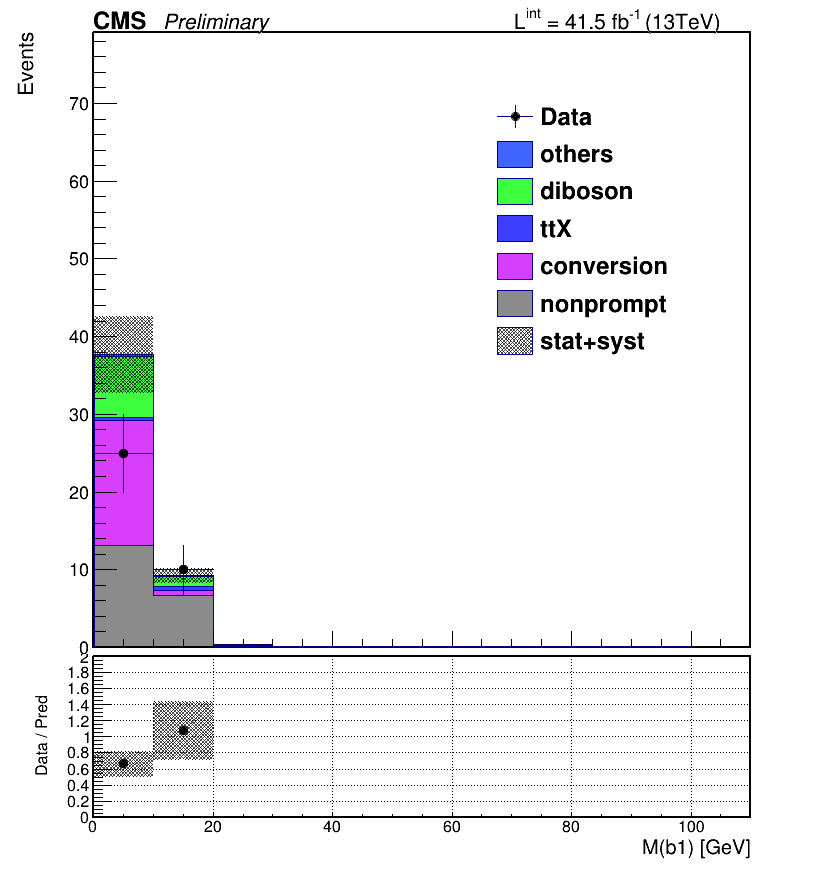 CMS Preliminary L^int = 41.5 fb^-1 (13TeV)
Events
70
60
50
40
30
20
10
0
Data
others
diboson
ttX
conversion
nonprompt
stat+syst
Data / Pred
2
1.8
1.6
1.4
1.2
1
0.8
0.6
0.4
0.2
0
0 20 40 60 80 100
M(b1) [GeV]